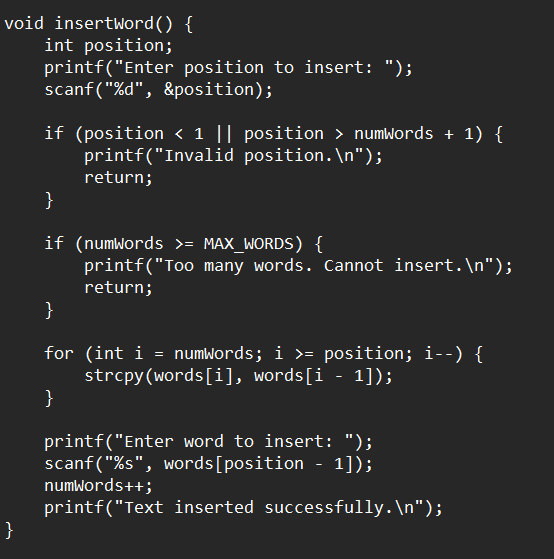 void insertWord() {
    int position;
    printf("Enter position to insert: ");
    scanf("%d", &position);

    if (position < 1 || position > numWords + 1) {
        printf("Invalid position.\n");
        return;
    }

    if (numWords >= MAX_WORDS) {
        printf("Too many words. Cannot insert.\n");
        return;
    }

    for (int i = numWords; i >= position; i--) {
        strcpy(words[i], words[i - 1]);
    }

    printf("Enter word to insert: ");
    scanf("%s", words[position - 1]);
    numWords++;
    printf("Text inserted successfully.\n");
}